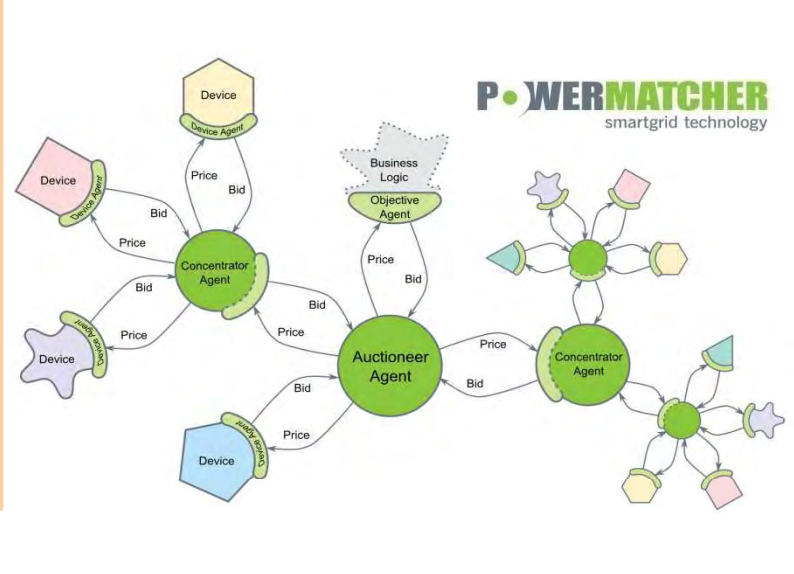 POWERMATCHER
smartgrid technology
Device
Device Agent
Price
Bid
Device
Device Agent
Bid
Price
Business
Logic
Objective
Agent
Price
Bid
Concentrator
Agent
Bid
Price
Device
Device Agent
Bid
Price
Auctioneer
Agent
Price
Bid
Concentrator
Agent
Bid
Price
Device
Device Agent